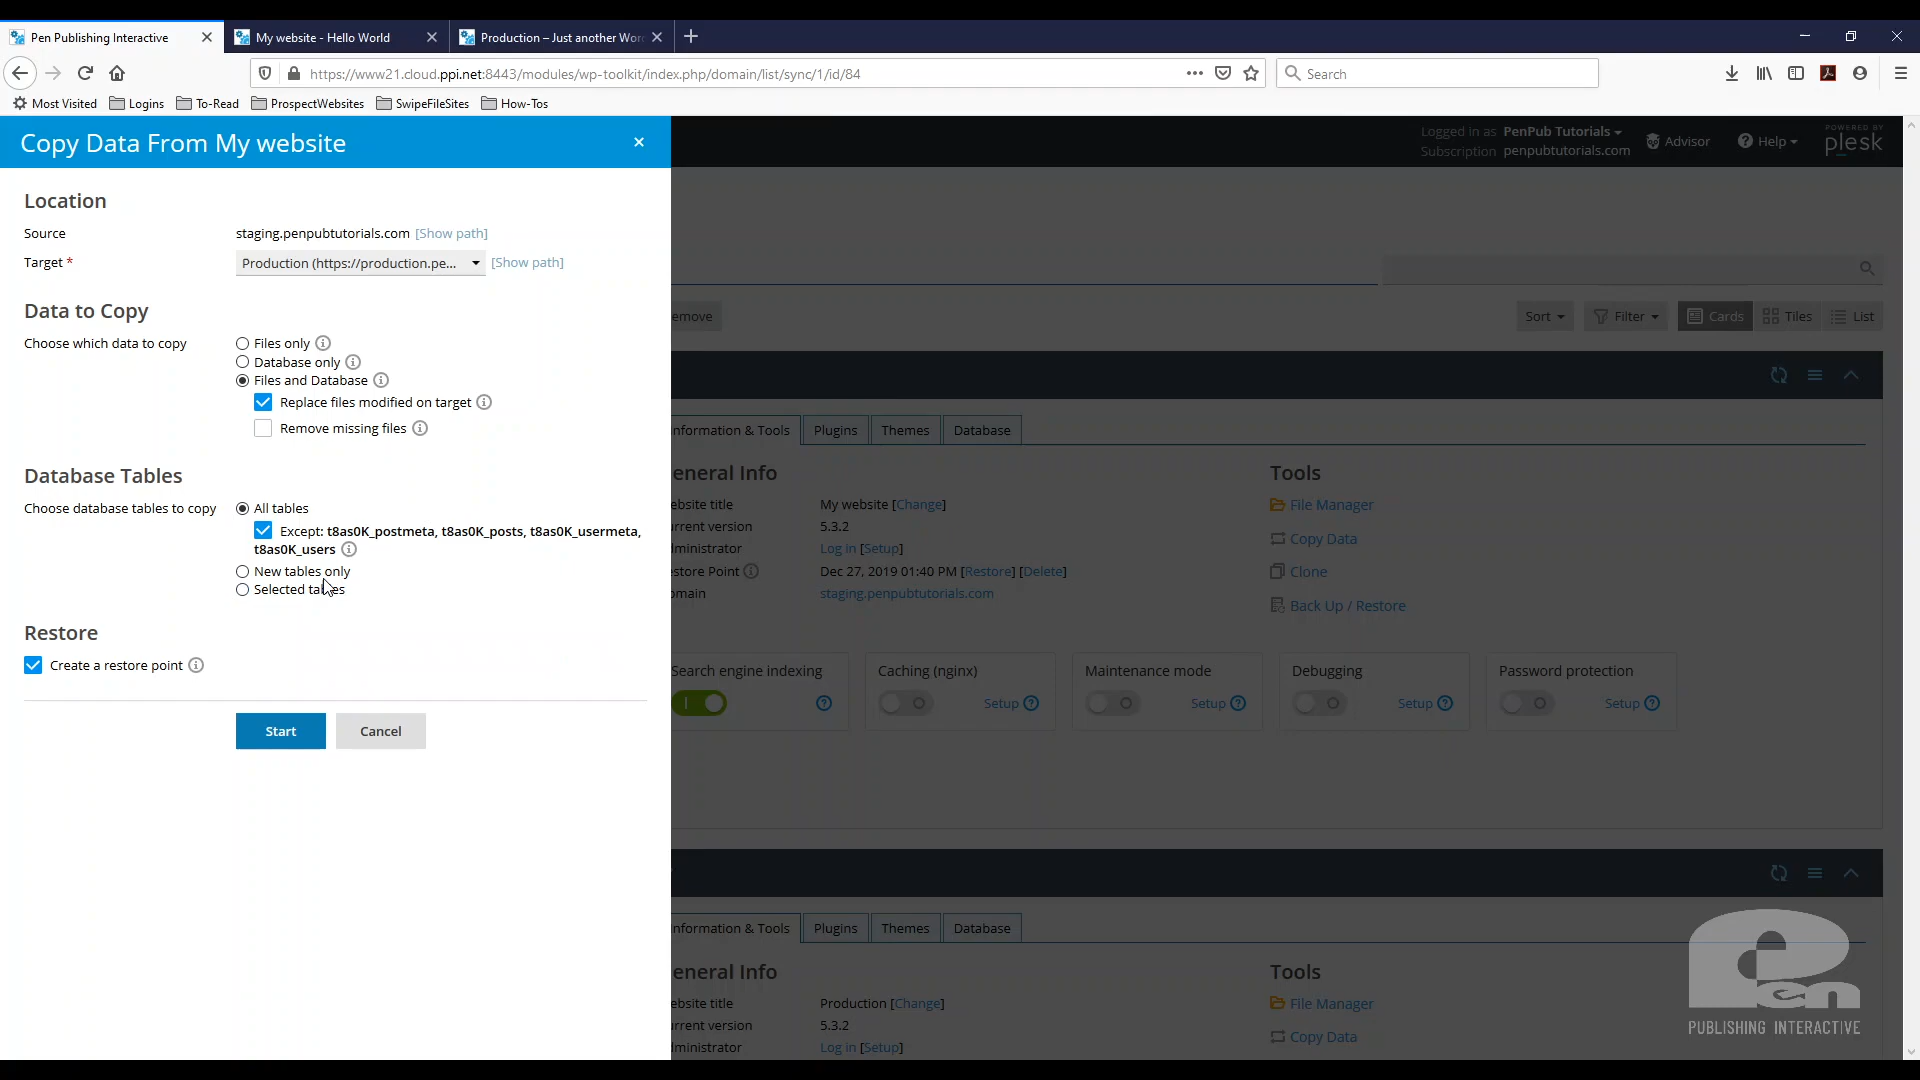 Pen Publishing Interactive
My website - Hello World
Production – Just another Wor
https://www21.cloud.ppi.net:8443/modules/wp-toolkit/index.php/domain/list/sync/1/id/84
Search
Most Visited
Logins
To-Read
ProspectWebsites
SwipeFileSites
How-Tos
Copy Data From My website
Logged in as PenPub Tutorials
Subscription penpubtutorials.com
Advisor
Help
POWERED BY
plesk
Location
Source staging.penpubtutorials.com [Show path]
Target * Production (https://production.pe... [Show path]
Data to Copy
Choose which data to copy
Files only
Database only
Files and Database
Replace files modified on target
Remove missing files
Database Tables
Choose database tables to copy
All tables
Except: t8as0K_postmeta, t8as0K_posts, t8as0K_usermeta,
t8as0K_users
New tables only
Selected tables
Restore
Create a restore point
Start
Cancel
emove
Sort
Filter
Cards
Tiles
List
nformation & Tools
Plugins
Themes
Database
eneral Info
ebsite title My website [Change]
urrent version 5.3.2
dministrator Log in [Setup]
estore Point Dec 27, 2019 01:40 PM [Restore] [Delete]
omain staging.penpubtutorials.com
Tools
File Manager
Copy Data
Clone
Back Up / Restore
Search engine indexing
Caching (nginx)
Setup
Maintenance mode
Setup
Debugging
Setup
Password protection
Setup
nformation & Tools
Plugins
Themes
Database
eneral Info
ebsite title Production [Change]
urrent version 5.3.2
dministrator Log in [Setup]
Tools
File Manager
Copy Data
Pen
PUBLISHING INTERACTIVE